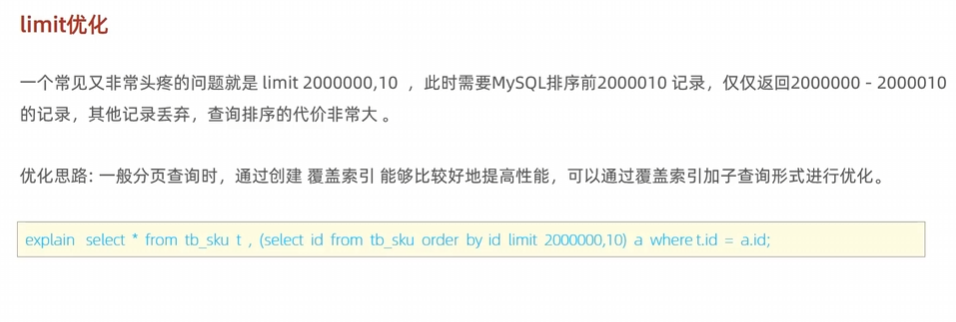 limit优化
一个常见又非常头疼的问题就是 limit 2000000,10 ，此时需要MySQL排序前2000010 记录，仅仅返回2000000 - 2000010
的记录，其他记录丢弃，查询排序的代价非常大 。
优化思路: 一般分页查询时，通过创建 覆盖索引 能够比较好地提高性能，可以通过覆盖索引加子查询形式进行优化。
explain select * from tb_sku t , (select id from tb_sku order by id limit 2000000,10) a where t.id = a.id;